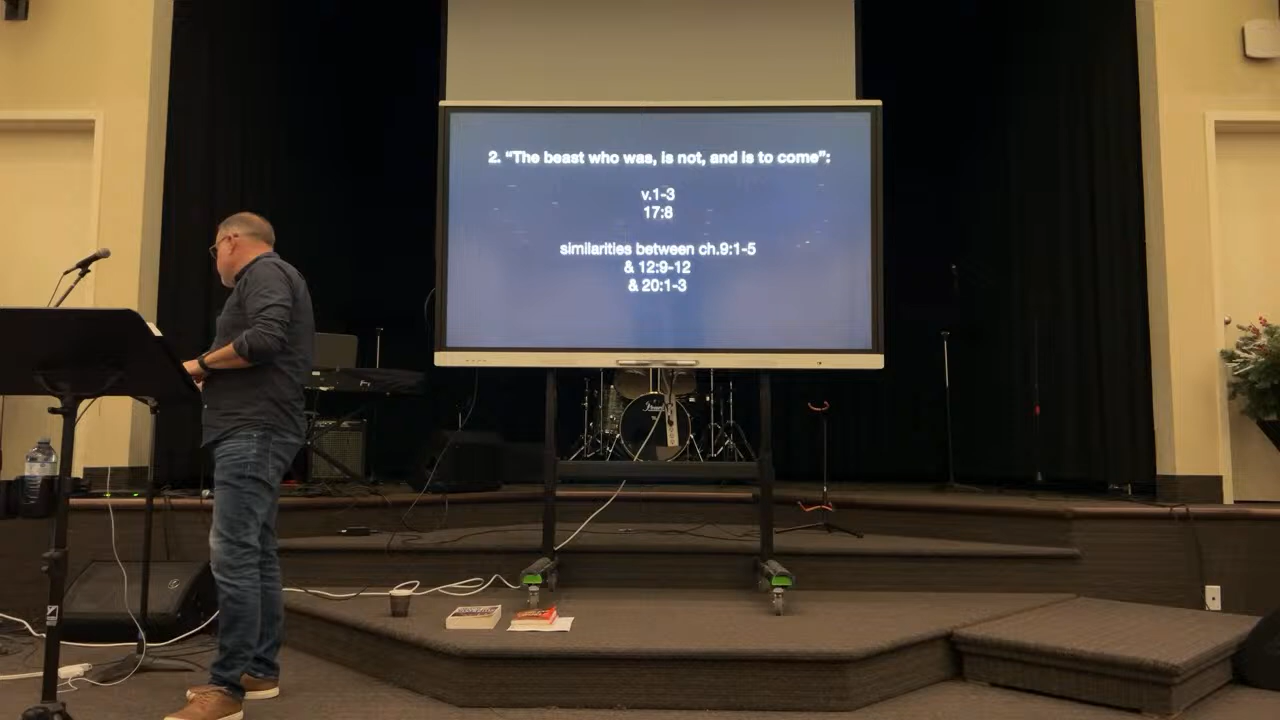 2. “The beast who was, is not, and is to come”:
v.1-3
17:8
similarities between ch.9:1-5
& 12:9-12
& 20:1-3